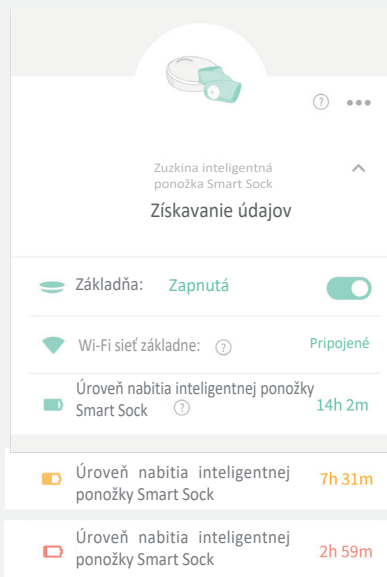 Zuzkina inteligentná
ponožka Smart Sock
Získavanie údajov
Základňa: Zapnutá
Wi-Fi sieť základne: ? Pripojené
Úroveň nabitia inteligentnej ponožky
Smart Sock ? 14h 2m
Úroveň nabitia inteligentnej
ponožky Smart Sock 7h 31m
Úroveň nabitia inteligentnej
ponožky Smart Sock 2h 59m